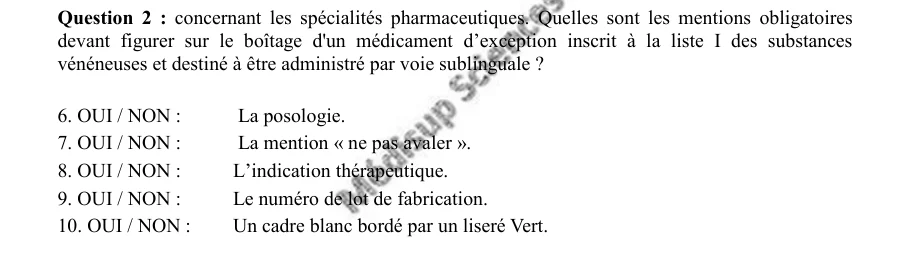 Question 2 : concernant les spécialités pharmaceutiques. Quelles sont les mentions obligatoires
devant figurer sur le boîtage d'un médicament d’exception inscrit à la liste I des substances
vénéneuses et destiné à être administré par voie sublinguale ?
6. OUI / NON : La posologie.
7. OUI / NON : La mention « ne pas avaler ».
8. OUI / NON : L’indication thérapeutique.
9. OUI / NON : Le numéro de lot de fabrication.
10. OUI / NON : Un cadre blanc bordé par un liseré Vert.
Médisup Sciences